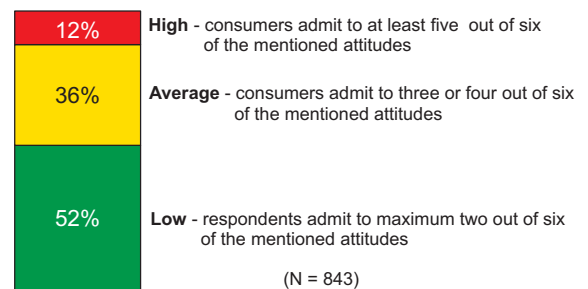 12%
High - consumers admit to at least five out of six
of the mentioned attitudes
36%
Average - consumers admit to three or four out of six
of the mentioned attitudes
52%
Low - respondents admit to maximum two out of six
of the mentioned attitudes
(N = 843)